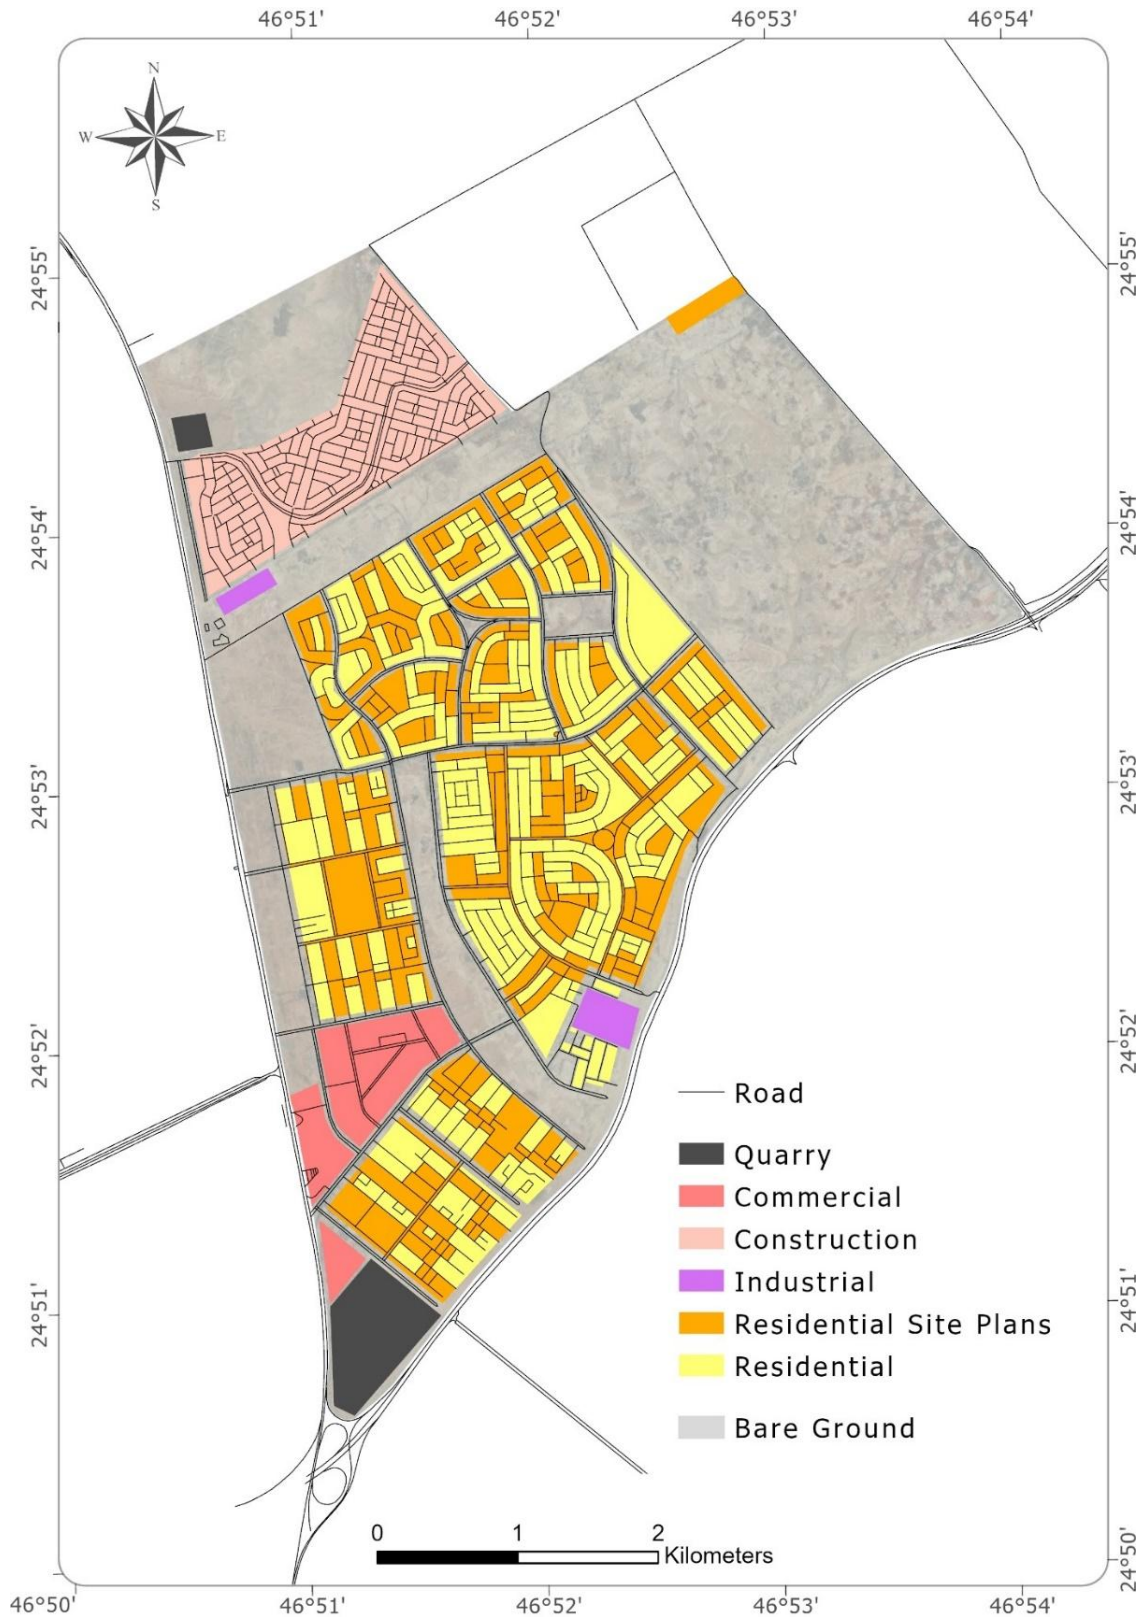 46°51' 46°52' 46°53' 46°54'
N
W E
S
24°55' 24°55'
24°54' 24°54'
24°53' 24°53'
24°52' 24°52'
Road
Quarry
Commercial
Construction
Industrial
24°51' 24°51'
Residential Site Plans
Residential
Bare Ground
0 1 2
Kilometers
24°50'
46°50' 46°51' 46°52' 46°53' 46°54'